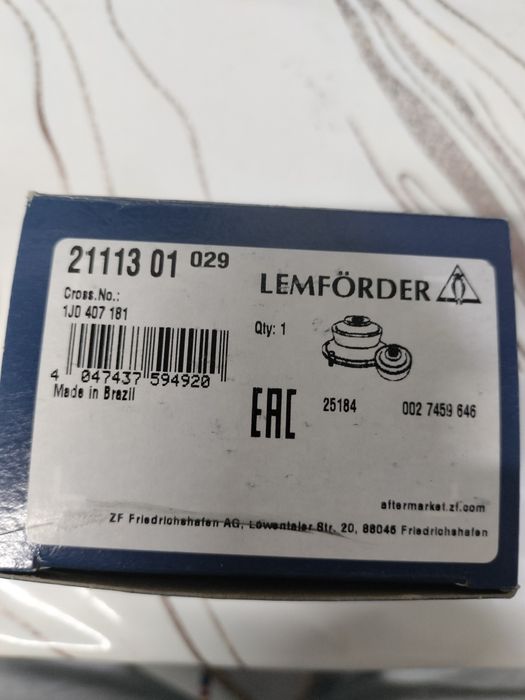 21113 01 029
LEMFÖRDER
Cross.No.:
1J0 407 181
Qty: 1
4 047437 594920
Made in Brazil
EAC
25184
002 7459 646
aftermarket.zf.com
ZF Friedrichshafen AG, Löwentaler Str. 20, 88046 Friedrichshafen